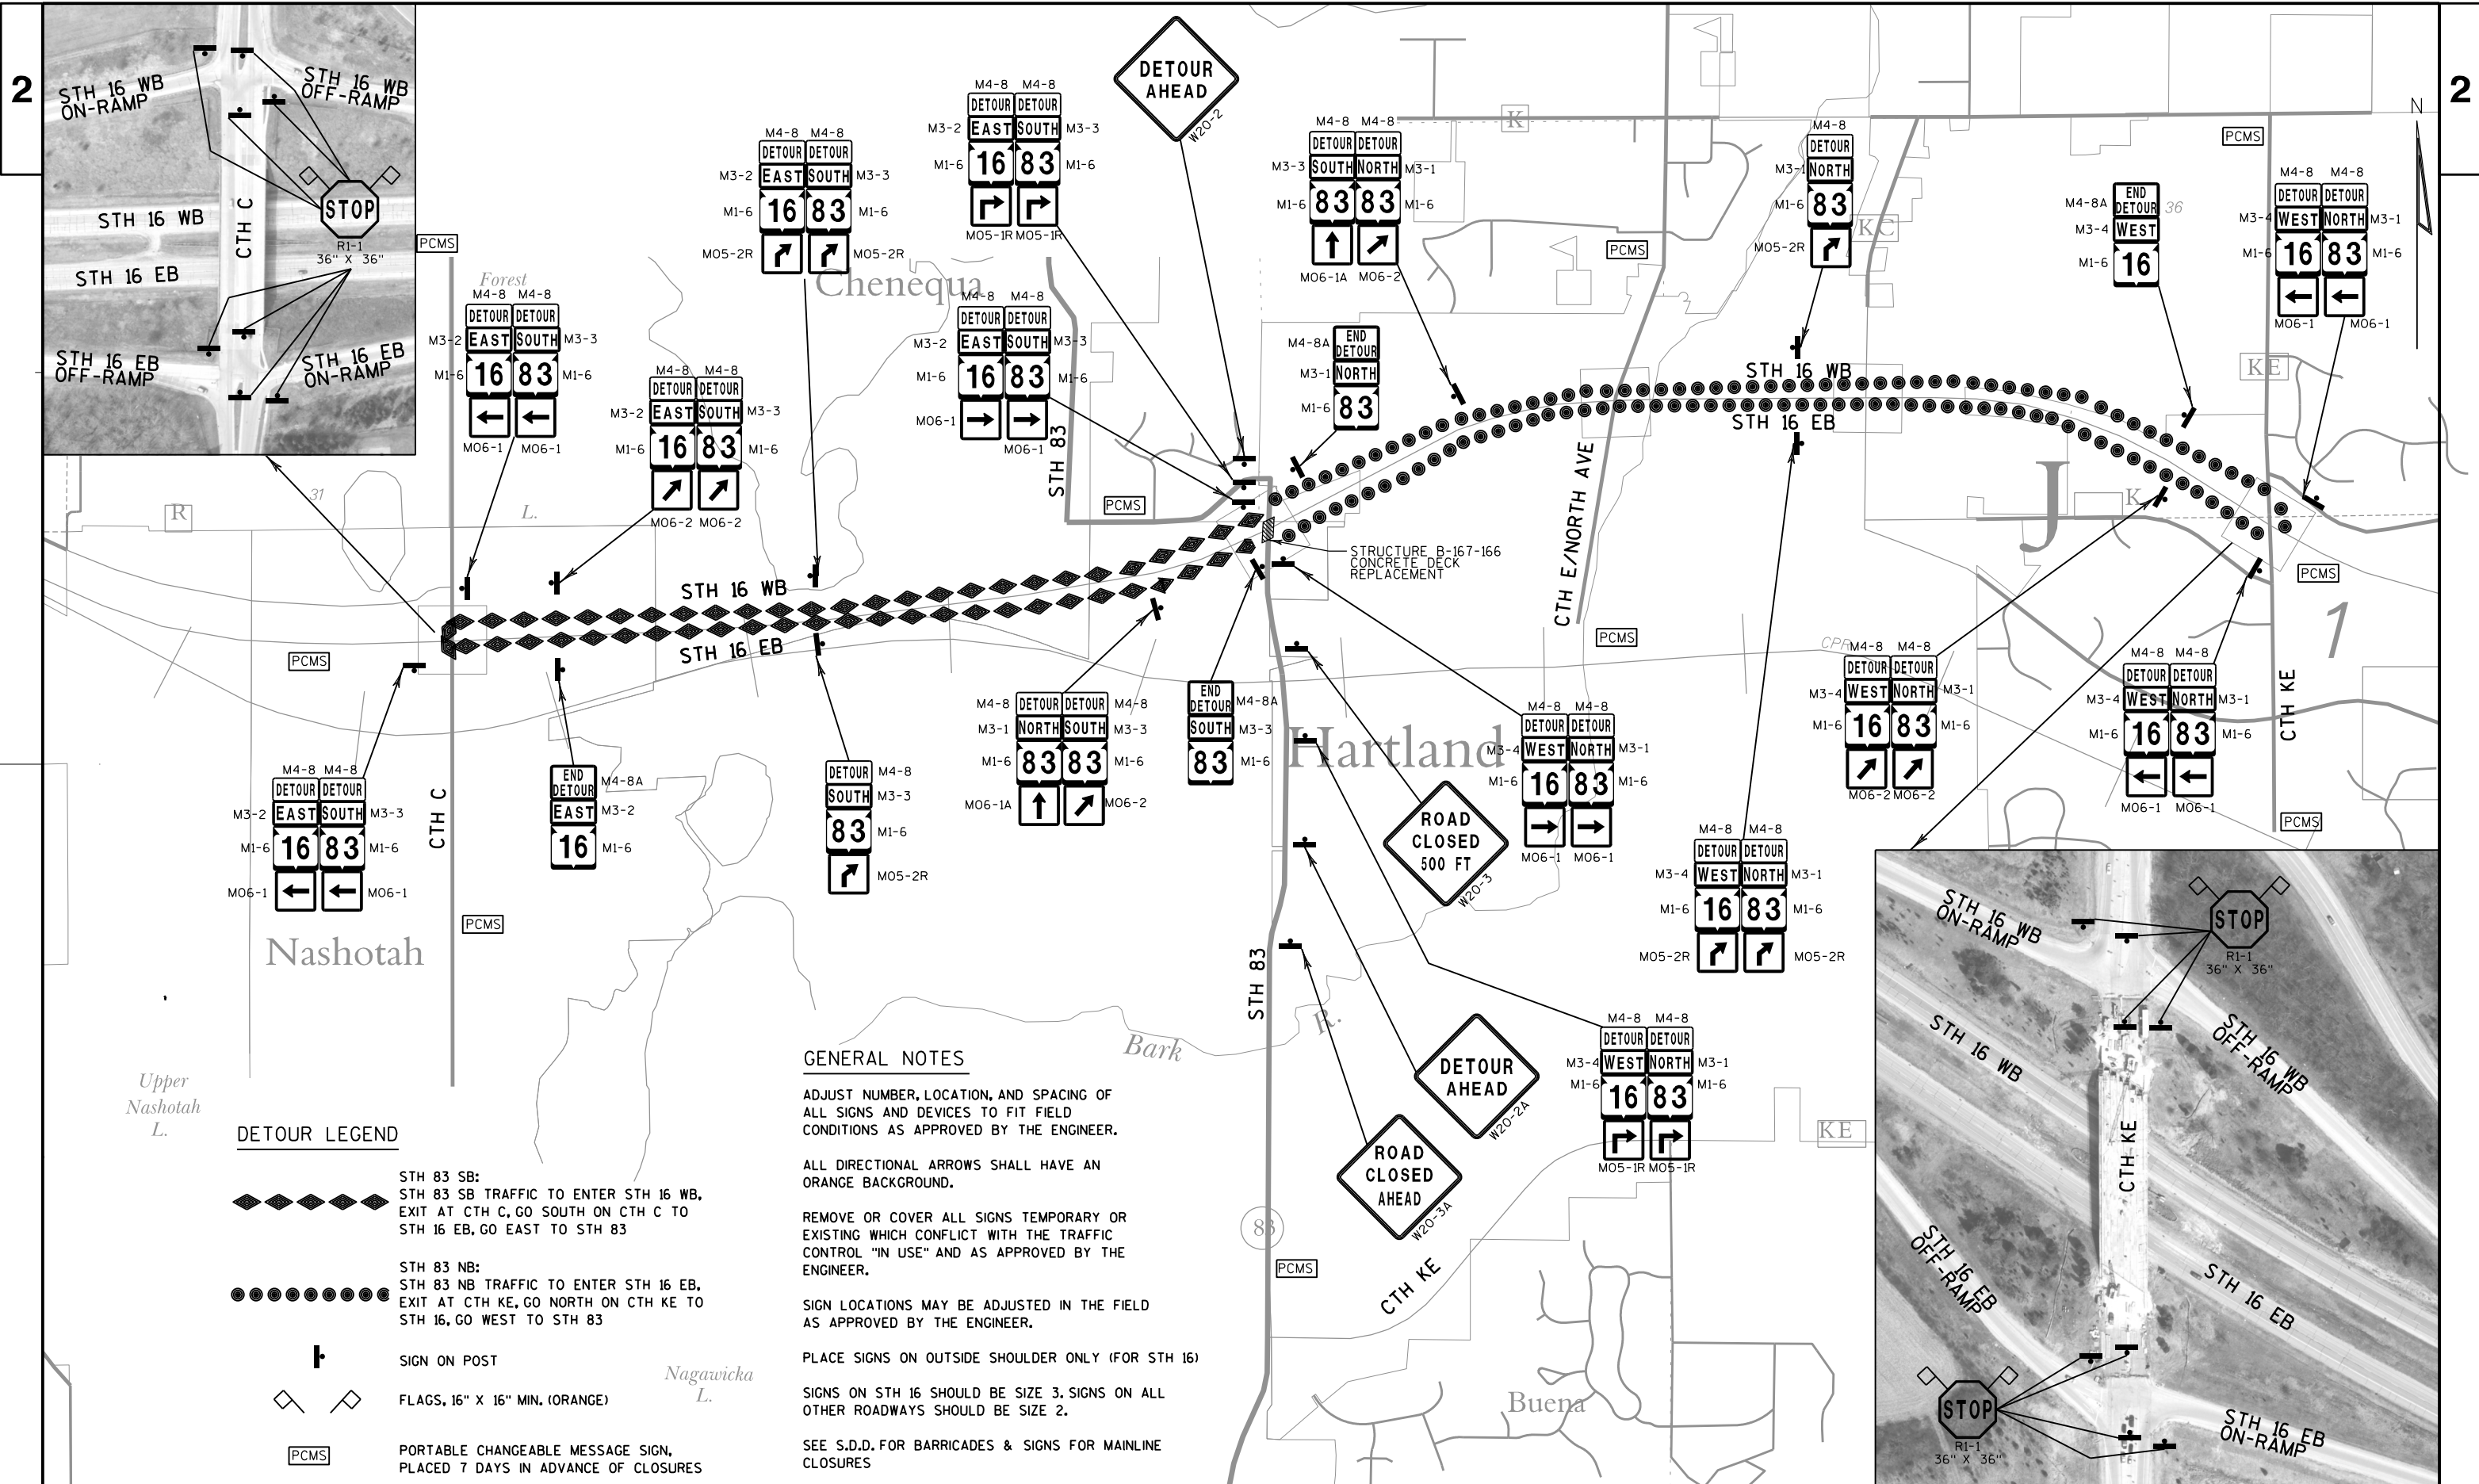 2
2
N
STH 16 WB
ON-RAMP
STH 16 WB
OFF-RAMP
STH 16 WB
CTH C
STOP
R1-1
36" X 36"
STH 16 EB
STH 16 EB
OFF-RAMP
STH 16 EB
ON-RAMP
PCMS
Forest
M4-8 M4-8
DETOUR DETOUR
M3-2 EAST SOUTH M3-3
M1-6 16 83 M1-6
M06-1 M06-1
M4-8 M4-8
DETOUR DETOUR
M3-2 EAST SOUTH M3-3
M1-6 16 83 M1-6
M06-2 M06-2
M4-8 M4-8
DETOUR DETOUR
M3-2 EAST SOUTH M3-3
M1-6 16 83 M1-6
M05-2R M05-2R
Chenequa
M4-8 M4-8
DETOUR DETOUR
M3-2 EAST SOUTH M3-3
M1-6 16 83 M1-6
M05-1R M05-1R
M4-8 M4-8
DETOUR DETOUR
M3-2 EAST SOUTH M3-3
M1-6 16 83 M1-6
M06-1 M06-1
DETOUR
AHEAD
W20-2
M4-8 M4-8
DETOUR DETOUR
M3-3 SOUTH NORTH M3-1
M1-6 83 83 M1-6
M06-1A M06-2
M4-8A END
DETOUR
M3-1 NORTH
M1-6 83
K
PCMS
M4-8
DETOUR
M3-1 NORTH
M1-6 83
M05-2R
KC
END
M4-8A DETOUR 36
M3-4 WEST
M1-6 16
PCMS
M4-8 M4-8
DETOUR DETOUR
M3-4 WEST NORTH M3-1
M1-6 16 83 M1-6
M06-1 M06-1
KE
STH 83
PCMS
STH 16 WB
STH 16 EB
CTH E/NORTH AVE
J
K
R
31
L.
STH 16 WB
STH 16 EB
STRUCTURE B-167-166
CONCRETE DECK
REPLACEMENT
PCMS
PCMS
CPR
1
PCMS
M4-8 M4-8
DETOUR DETOUR
M3-2 EAST SOUTH M3-3
M1-6 16 83 M1-6
M06-1 M06-1
CTH C
END
DETOUR M4-8A
EAST M3-2
16 M1-6
DETOUR M4-8
SOUTH M3-3
83 M1-6
M05-2R
M4-8 DETOUR DETOUR M4-8
M3-1 NORTH SOUTH M3-3
M1-6 83 83 M1-6
M06-1A M06-2
END
DETOUR M4-8A
SOUTH M3-3
83 M1-6
Hartland
M4-8 M4-8
DETOUR DETOUR
M3-4 WEST NORTH M3-1
M1-6 16 83 M1-6
M06-1 M06-1
M4-8 M4-8
DETOUR DETOUR
M3-4 WEST NORTH M3-1
M1-6 16 83 M1-6
M06-2 M06-2
M4-8 M4-8
DETOUR DETOUR
M3-4 WEST NORTH M3-1
M1-6 16 83 M1-6
M06-1 M06-1
CTH KE
PCMS
ROAD
CLOSED
500 FT
W20-3
M4-8 M4-8
DETOUR DETOUR
M3-4 WEST NORTH M3-1
M1-6 16 83 M1-6
M05-2R M05-2R
Nashotah
PCMS
STH 83
Bark
R.
DETOUR
AHEAD
W20-2A
ROAD
CLOSED
AHEAD
W20-3A
M4-8 M4-8
DETOUR DETOUR
M3-4 WEST NORTH M3-1
M1-6 16 83 M1-6
M05-1R M05-1R
KE
83
PCMS
CTH KE
Buena
Upper
Nashotah
L.
Nagawicka
L.
DETOUR LEGEND
STH 83 SB:
STH 83 SB TRAFFIC TO ENTER STH 16 WB,
EXIT AT CTH C, GO SOUTH ON CTH C TO
STH 16 EB, GO EAST TO STH 83
STH 83 NB:
STH 83 NB TRAFFIC TO ENTER STH 16 EB,
EXIT AT CTH KE, GO NORTH ON CTH KE TO
STH 16, GO WEST TO STH 83
SIGN ON POST
FLAGS, 16" X 16" MIN. (ORANGE)
PCMS
PORTABLE CHANGEABLE MESSAGE SIGN,
PLACED 7 DAYS IN ADVANCE OF CLOSURES
GENERAL NOTES
ADJUST NUMBER, LOCATION, AND SPACING OF
ALL SIGNS AND DEVICES TO FIT FIELD
CONDITIONS AS APPROVED BY THE ENGINEER.
ALL DIRECTIONAL ARROWS SHALL HAVE AN
ORANGE BACKGROUND.
REMOVE OR COVER ALL SIGNS TEMPORARY OR
EXISTING WHICH CONFLICT WITH THE TRAFFIC
CONTROL "IN USE" AND AS APPROVED BY THE
ENGINEER.
SIGN LOCATIONS MAY BE ADJUSTED IN THE FIELD
AS APPROVED BY THE ENGINEER.
PLACE SIGNS ON OUTSIDE SHOULDER ONLY (FOR STH 16)
SIGNS ON STH 16 SHOULD BE SIZE 3. SIGNS ON ALL
OTHER ROADWAYS SHOULD BE SIZE 2.
SEE S.D.D. FOR BARRICADES & SIGNS FOR MAINLINE
CLOSURES
STH 16 WB
ON-RAMP
STOP
R1-1
36" X 36"
STH 16 WB
STH 16 WB
OFF-RAMP
CTH KE
STH 16 EB
OFF-RAMP
STH 16 EB
STOP
R1-1
36" X 36"
STH 16 EB
ON-RAMP